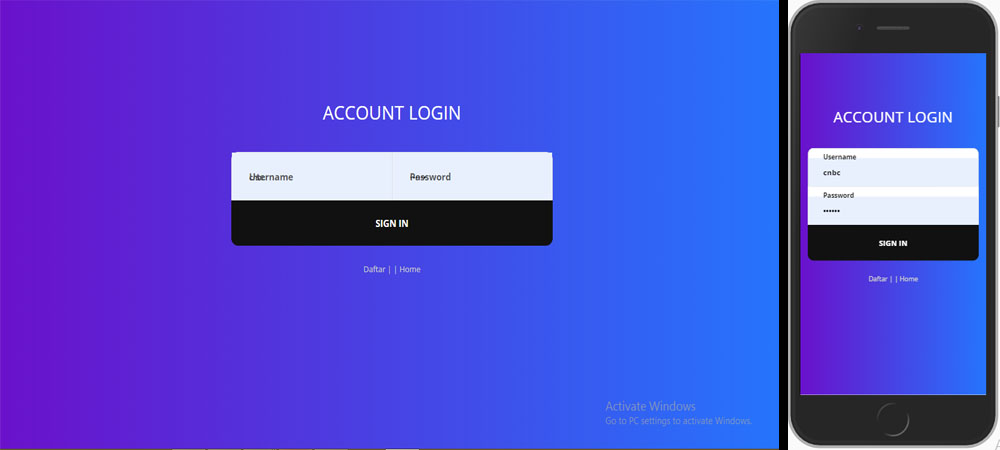 ACCOUNT LOGIN
Username
Password
SIGN IN
Daftar | | Home
Activate Windows
Go to PC settings to activate Windows.
ACCOUNT LOGIN
Username
cnbc
Password
••••••
SIGN IN
Daftar | | Home